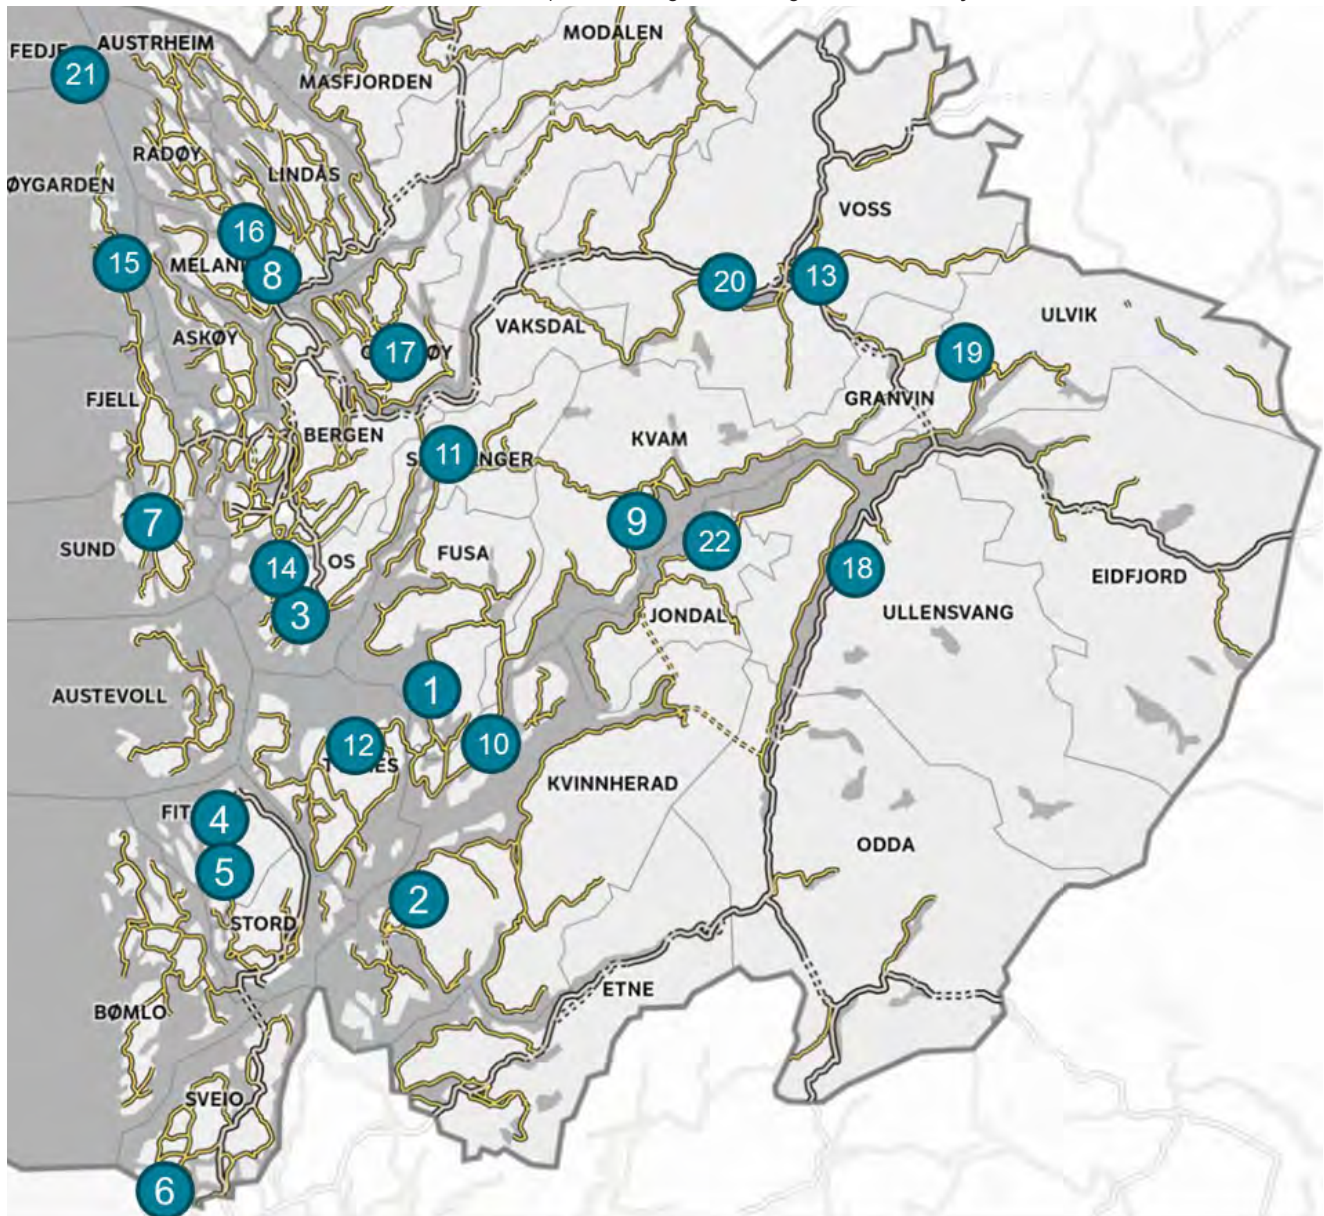 MODALEN
FEDJE
AUSTRHEIM
21
MASFJORDEN
RADØY
LINDÅS
ØYGARDEN
VOSS
16
15
MELAN
8
20
13
ULVIK
VAKSDAL
ASKØY
17
19
FJELL
GRANVIN
BERGEN
KVAM
11
7
9
SUND
22
OS
FUSA
14
18
EIDFJORD
3
JONDAL
ULLENSVANG
1
AUSTEVOLL
12
10
KVINNHERAD
FIT
4
5
ODDA
2
STORD
ETNE
BØMLO
SVEIO
6